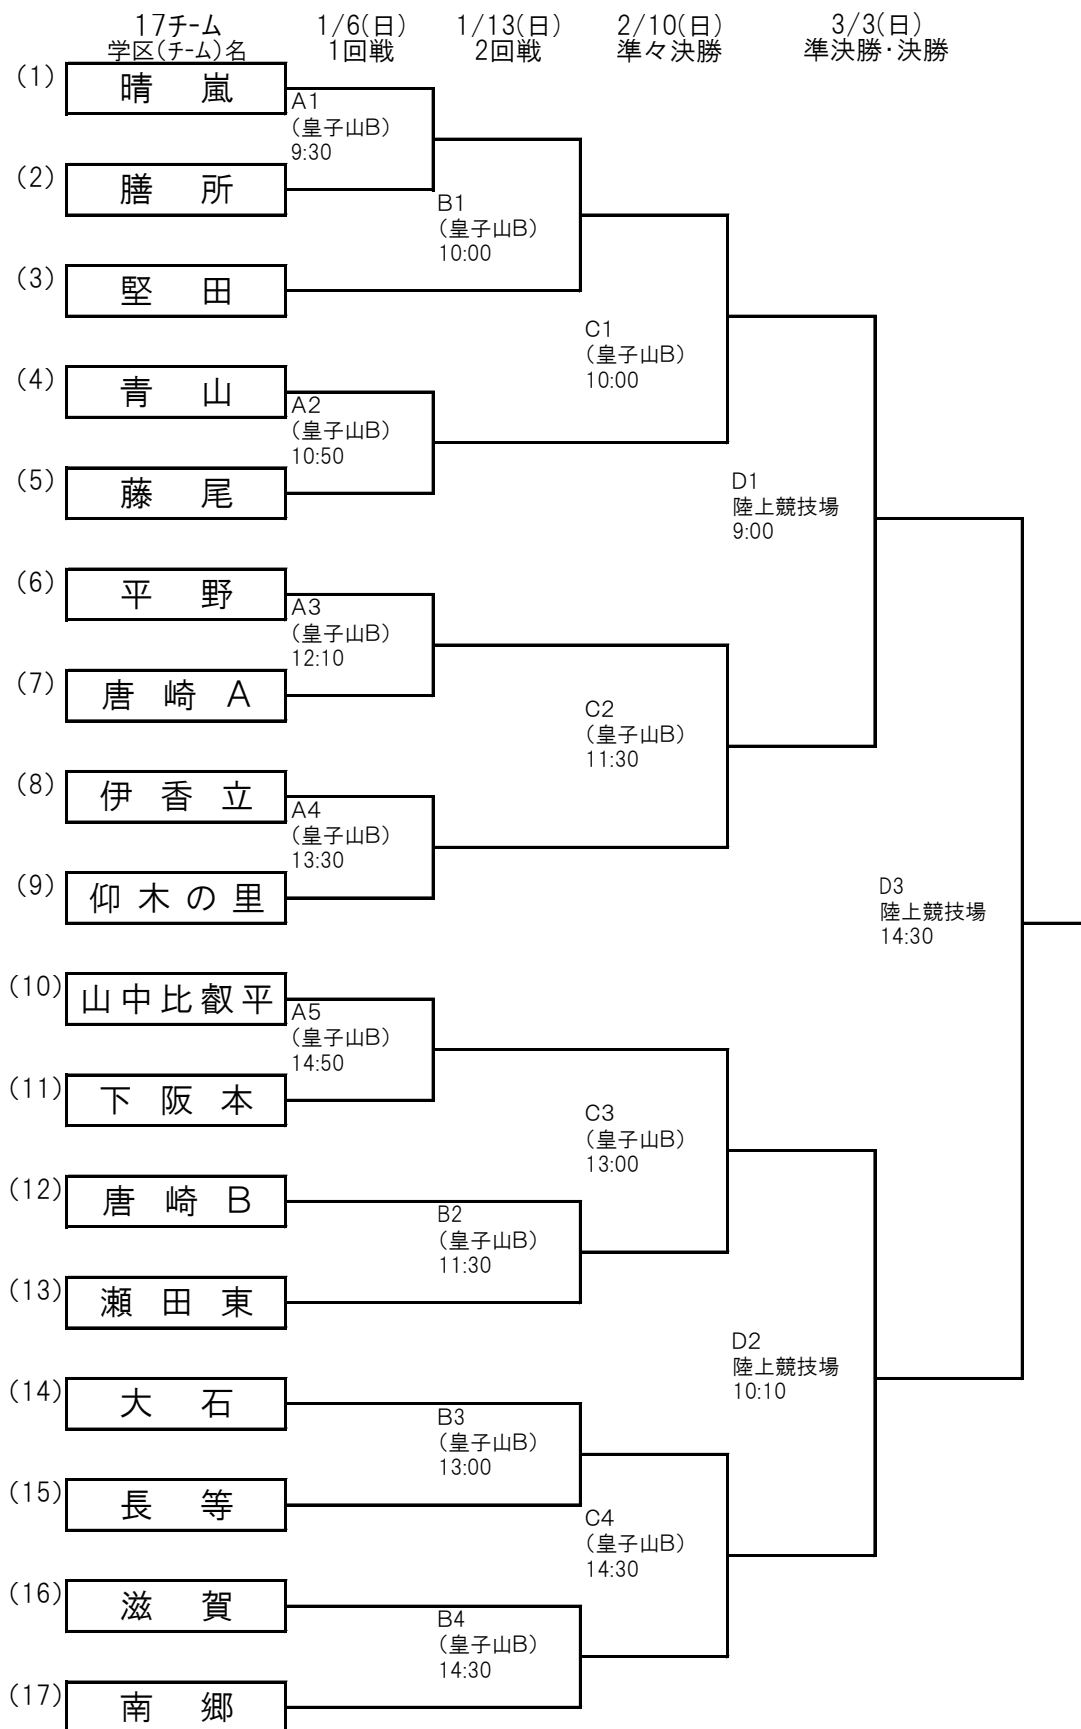 17チーム
学区(チーム)名
1/6(日)
1回戦
1/13(日)
2回戦
2/10(日)
準々決勝
3/3(日)
準決勝・決勝
(1) 晴嵐
A1
(皇子山B)
9:30
(2) 膳所
B1
(皇子山B)
10:00
(3) 堅田
C1
(皇子山B)
10:00
(4) 青山
A2
(皇子山B)
10:50
(5) 藤尾
D1
陸上競技場
9:00
(6) 平野
A3
(皇子山B)
12:10
(7) 唐崎A
C2
(皇子山B)
11:30
(8) 伊香立
A4
(皇子山B)
13:30
(9) 仰木の里
D3
陸上競技場
14:30
(10) 山中比叡平
A5
(皇子山B)
14:50
(11) 下阪本
C3
(皇子山B)
13:00
(12) 唐崎B
B2
(皇子山B)
11:30
(13) 瀬田東
D2
陸上競技場
10:10
(14) 大石
B3
(皇子山B)
13:00
(15) 長等
C4
(皇子山B)
14:30
(16) 滋賀
B4
(皇子山B)
14:30
(17) 南郷